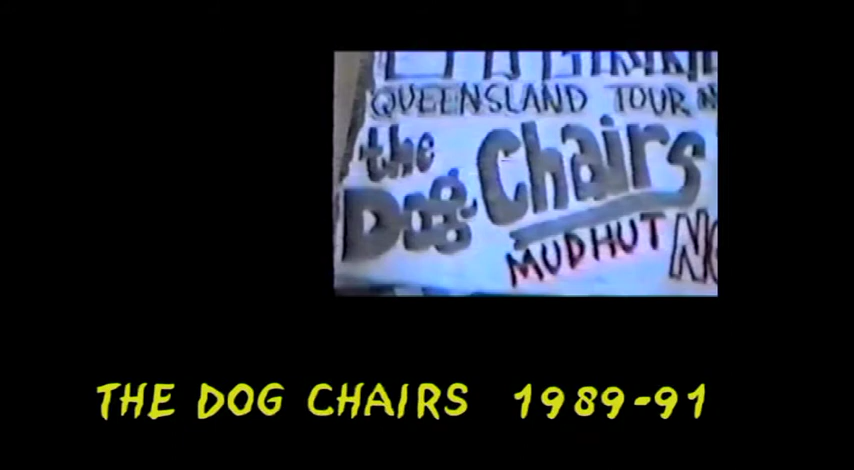 QUEENSLAND TOUR
the Chairs
Dog
MUDHUT
THE DOG CHAIRS 1989-91